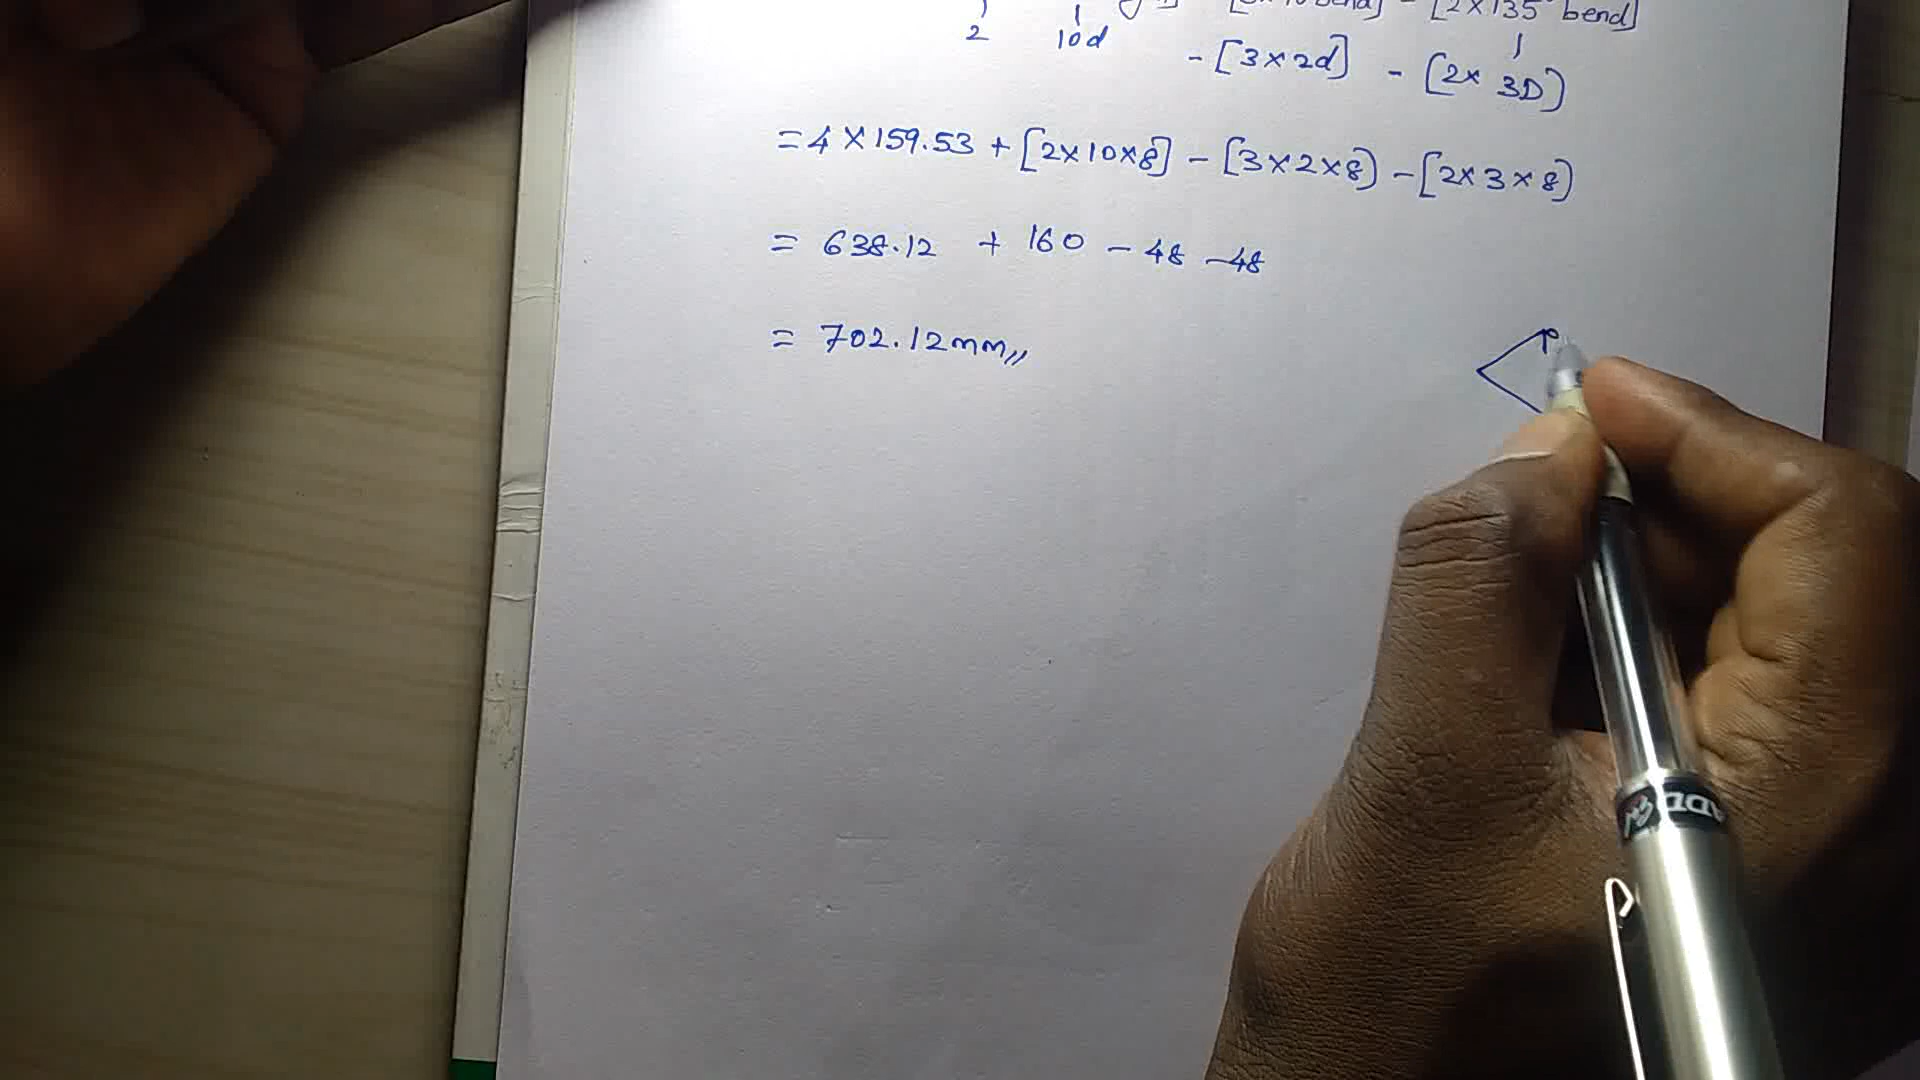 [2×135° bend]
2 10d
- [3×2d] - [2× 3D]
= 4 × 159.53 + [2×10×8] - [3×2×8] - [2×3×8]
= 638.12 + 160 - 48 - 48
= 702.12mm,,
ADD